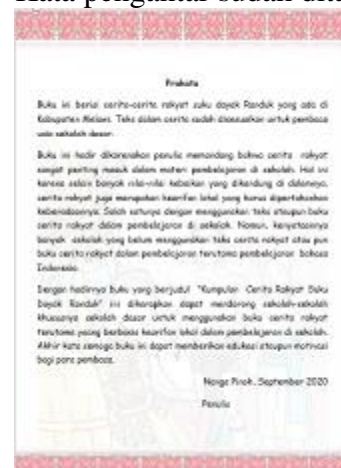 Kata pengantar sudah
Prakata
Buku ini berisi cerita-cerita rakyat suku dayak Randuk yang ada di
Kabupaten Melawi. Teks dalam cerita sudah disesuaikan untuk pembaca
usia sekolah dasar.
Buku ini hadir dikarenakan penulis memandang bahwa cerita rakyat
sangat penting masuk dalam materi pembelajaran di sekolah. Hal ini
karena selain banyak nilai-nilai kebaikan yang dikandung di dalamnya,
cerita rakyat juga merupakan kearifan lokal yang harus dipertahankan
keberadaannya. Salah satunya dengan menggunakan teks ataupun buku
cerita rakyat dalam pembelajaran di sekolah. Namun, kenyataannya
banyak sekolah yang belum menggunakan teks cerita rakyat atau pun
buku cerita rakyat dalam pembelajaran terutama pembelajaran bahasa
Indonesia.
Dengan hadirnya buku yang berjudul "Kumpulan Cerita Rakyat Suku
Dayak Randuk" ini diharapkan dapat mendorong sekolah-sekolah
khususnya sekolah dasar untuk menggunakan buku cerita rakyat
terutama yang berbasis kearifan lokal dalam pembelajaran di sekolah.
Akhir kata semoga buku ini dapat memberikan edukasi ataupun motivasi
bagi para pembaca.
Nanga Pinoh, September 2020
Penulis